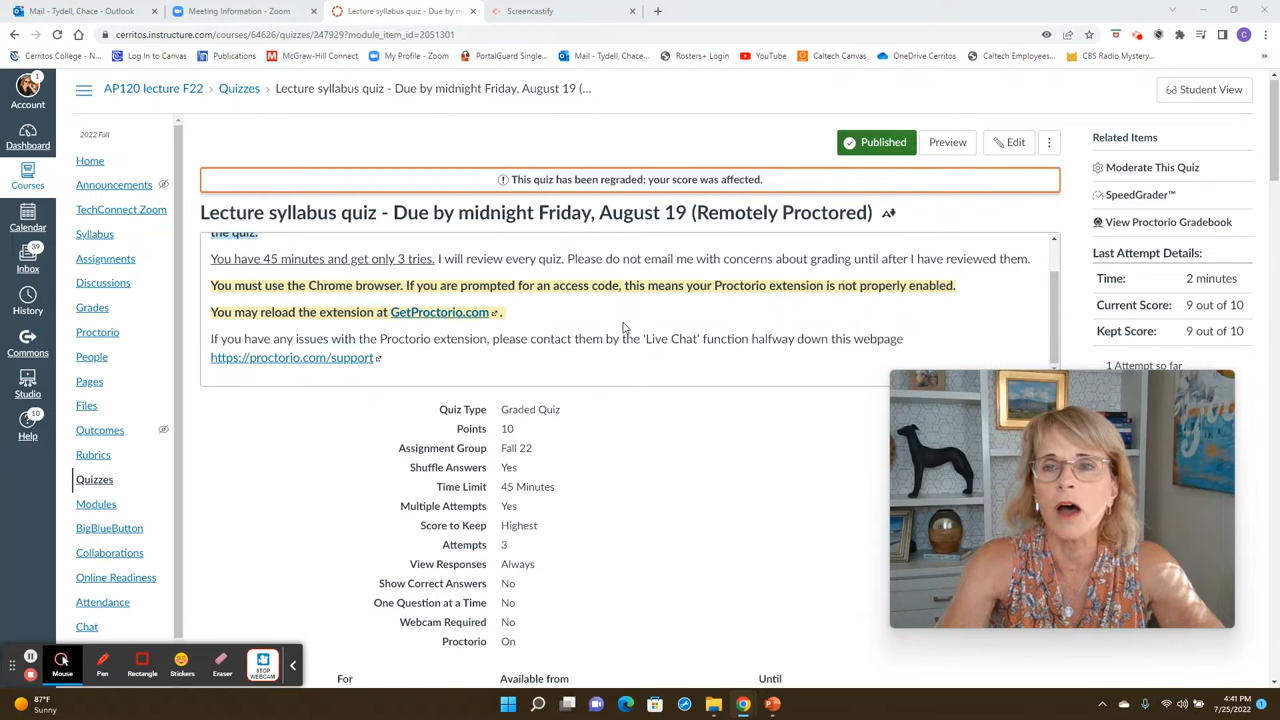 Mail - Tydell, Chace - Outlook
Meeting Information - Zoom
Lecture syllabus quiz - Due by m
Screencastify
cerritos.instructure.com/courses/64626/quizzes/247929?module_item_id=2051301
Cerritos College - N...
Log In to Canvas
Publications
McGraw-Hill Connect
My Profile - Zoom
PortalGuard Single...
Mail - Tydell, Chace...
Rosters+ Login
YouTube
Caltech Canvas
OneDrive Cerritos
Caltech Employees...
CBS Radio Mystery...
AP120 lecture F22 › Quizzes › Lecture syllabus quiz - Due by midnight Friday, August 19 (...
Student View
1
Account
Dashboard
Courses
Calendar
39
Inbox
History
Commons
Studio
10
Help
2022 Fall
Home
Announcements
TechConnect Zoom
Syllabus
Assignments
Discussions
Grades
Proctorio
People
Pages
Files
Outcomes
Rubrics
Quizzes
Modules
BigBlueButton
Collaborations
Online Readiness
Attendance
Chat
Published
Preview
Edit
This quiz has been regraded; your score was affected.
Lecture syllabus quiz - Due by midnight Friday, August 19 (Remotely Proctored)
the quiz.
You have 45 minutes and get only 3 tries. I will review every quiz. Please do not email me with concerns about grading until after I have reviewed them.
You must use the Chrome browser. If you are prompted for an access code, this means your Proctorio extension is not properly enabled.
You may reload the extension at GetProctorio.com .
If you have any issues with the Proctorio extension, please contact them by the 'Live Chat' function halfway down this webpage
https://proctorio.com/support
Quiz Type Graded Quiz
Points 10
Assignment Group Fall 22
Shuffle Answers Yes
Time Limit 45 Minutes
Multiple Attempts Yes
Score to Keep Highest
Attempts 3
View Responses Always
Show Correct Answers No
One Question at a Time No
Webcam Required No
Proctorio On
For Available from Until
Related Items
Moderate This Quiz
SpeedGrader™
View Proctorio Gradebook
Last Attempt Details:
Time: 2 minutes
Current Score: 9 out of 10
Kept Score: 9 out of 10
1 Attempt so far
Mouse
Pen
Rectangle
Stickers
Eraser
STOP
WEBCAM
87°F
Sunny
4:41 PM
7/25/2022